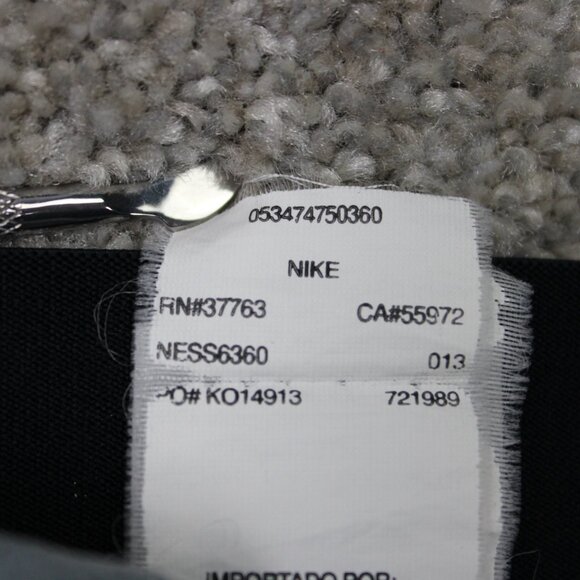 053474750360
NIKE
RN#37763 CA#55972
NESS6360 013
PO# KO14913 721989
IMPORTADO POR: